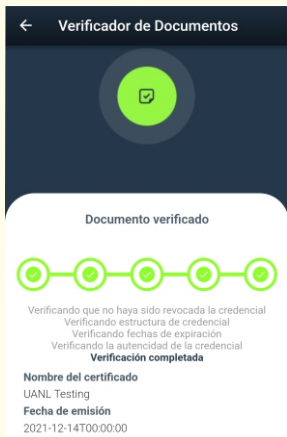 Verificador de Documentos
Documento verificado
Verificando que no haya sido revocada la credencial
Verificando estructura de credencial
Verificando fechas de expiración
Verificando la autencidad de la credencial
Verificación completada
Nombre del certificado
UANL Testing
Fecha de emisión
2021-12-14T00:00:00